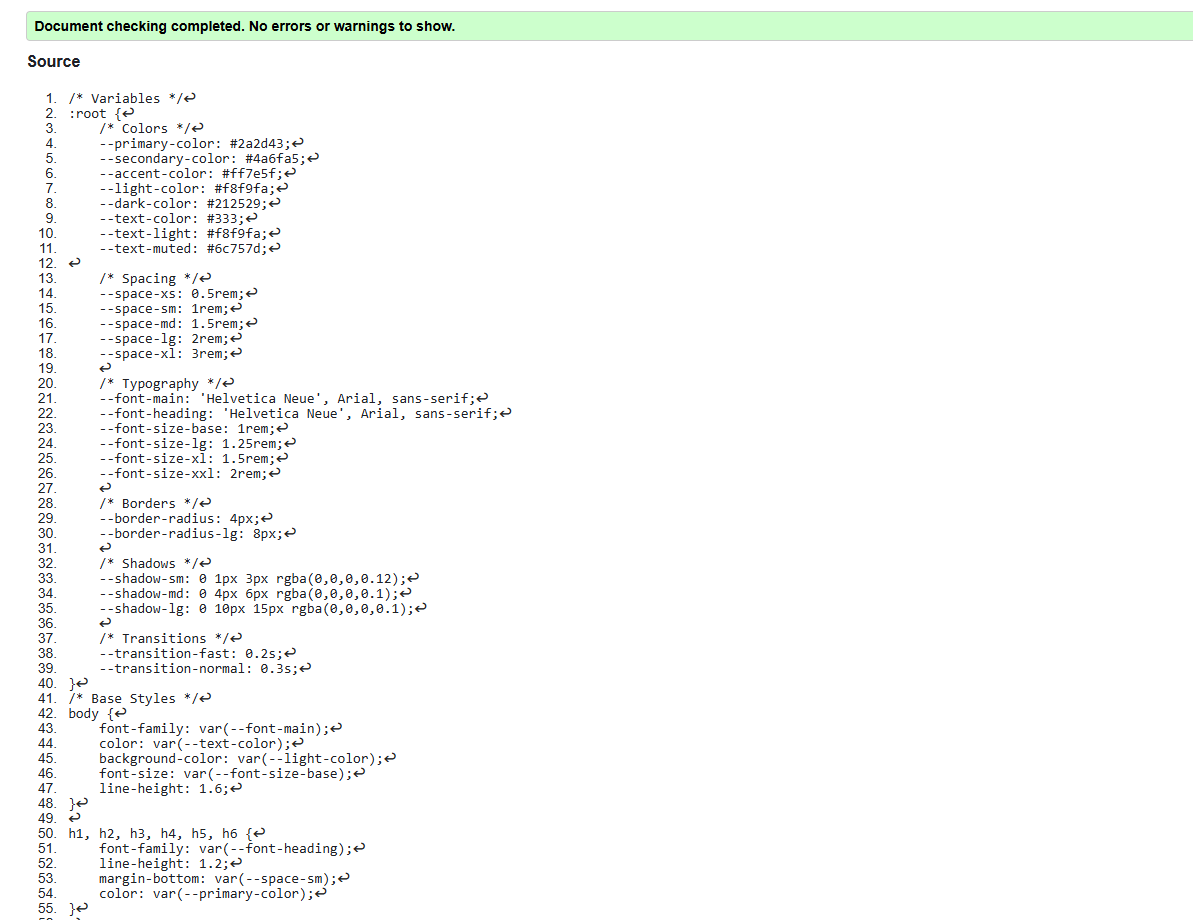 Document checking completed. No errors or warnings to show.
Source
1. /* Variables */↩
2. :root {↩
3.     /* Colors */↩
4.     --primary-color: #2a2d43;↩
5.     --secondary-color: #4a6fa5;↩
6.     --accent-color: #ff7e5f;↩
7.     --light-color: #f8f9fa;↩
8.     --dark-color: #212529;↩
9.     --text-color: #333;↩
10.     --text-light: #f8f9fa;↩
11.     --text-muted: #6c757d;↩
12. ↩
13.     /* Spacing */↩
14.     --space-xs: 0.5rem;↩
15.     --space-sm: 1rem;↩
16.     --space-md: 1.5rem;↩
17.     --space-lg: 2rem;↩
18.     --space-xl: 3rem;↩
19.     ↩
20.     /* Typography */↩
21.     --font-main: 'Helvetica Neue', Arial, sans-serif;↩
22.     --font-heading: 'Helvetica Neue', Arial, sans-serif;↩
23.     --font-size-base: 1rem;↩
24.     --font-size-lg: 1.25rem;↩
25.     --font-size-xl: 1.5rem;↩
26.     --font-size-xxl: 2rem;↩
27.     ↩
28.     /* Borders */↩
29.     --border-radius: 4px;↩
30.     --border-radius-lg: 8px;↩
31.     ↩
32.     /* Shadows */↩
33.     --shadow-sm: 0 1px 3px rgba(0,0,0,0.12);↩
34.     --shadow-md: 0 4px 6px rgba(0,0,0,0.1);↩
35.     --shadow-lg: 0 10px 15px rgba(0,0,0,0.1);↩
36.     ↩
37.     /* Transitions */↩
38.     --transition-fast: 0.2s;↩
39.     --transition-normal: 0.3s;↩
40. }↩
41. /* Base Styles */↩
42. body {↩
43.     font-family: var(--font-main);↩
44.     color: var(--text-color);↩
45.     background-color: var(--light-color);↩
46.     font-size: var(--font-size-base);↩
47.     line-height: 1.6;↩
48. }↩
49. ↩
50. h1, h2, h3, h4, h5, h6 {↩
51.     font-family: var(--font-heading);↩
52.     line-height: 1.2;↩
53.     margin-bottom: var(--space-sm);↩
54.     color: var(--primary-color);↩
55. }↩